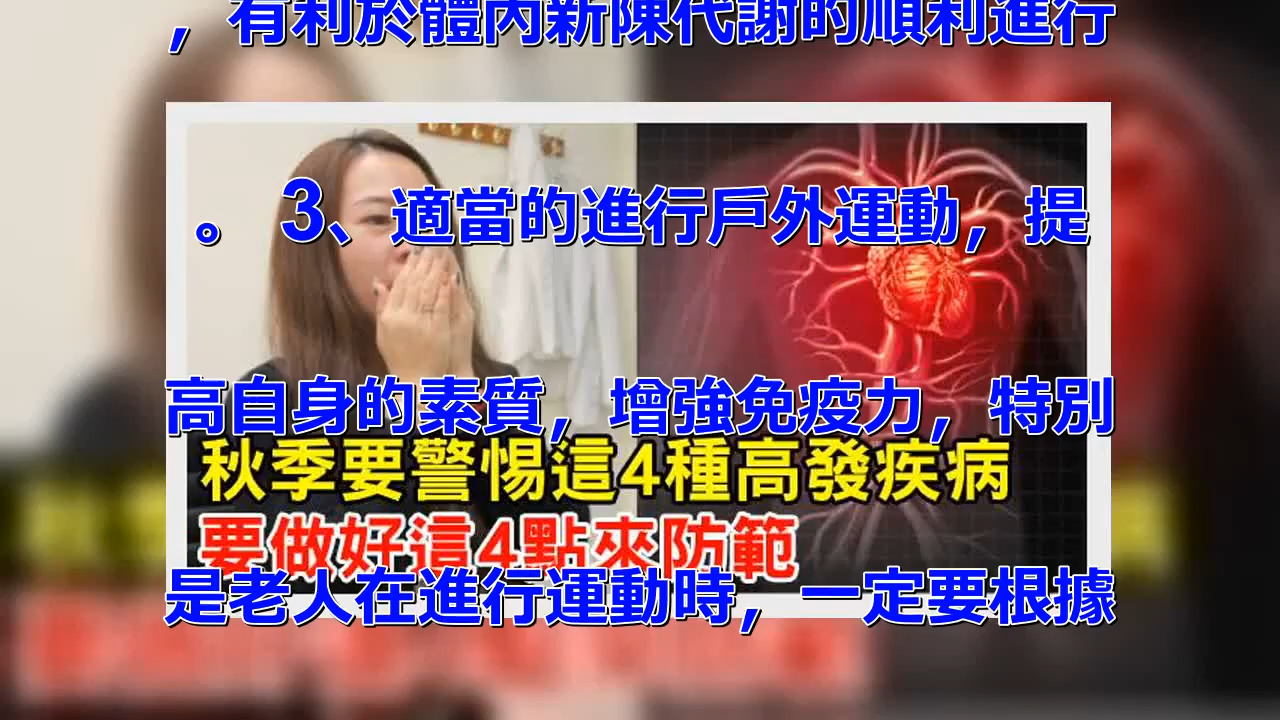 ，有利於體內新陳代謝的順利進行
。 3、適當的進行戶外運動，提
高自身的素質，增強免疫力，特別
秋季要警惕這4種高發疾病
要做好這4點來防範
是老人在進行運動時，一定要根據